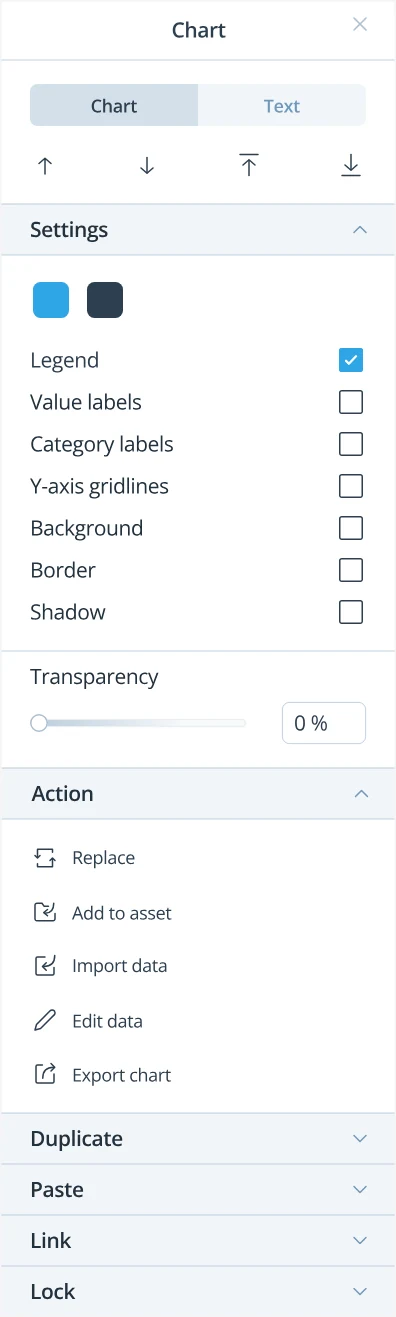 Chart
Chart Text
Settings
Legend
Value labels
Category labels
Y-axis gridlines
Background
Border
Shadow
Transparency
0 %
Action
Replace
Add to asset
Import data
Edit data
Export chart
Duplicate
Paste
Link
Lock